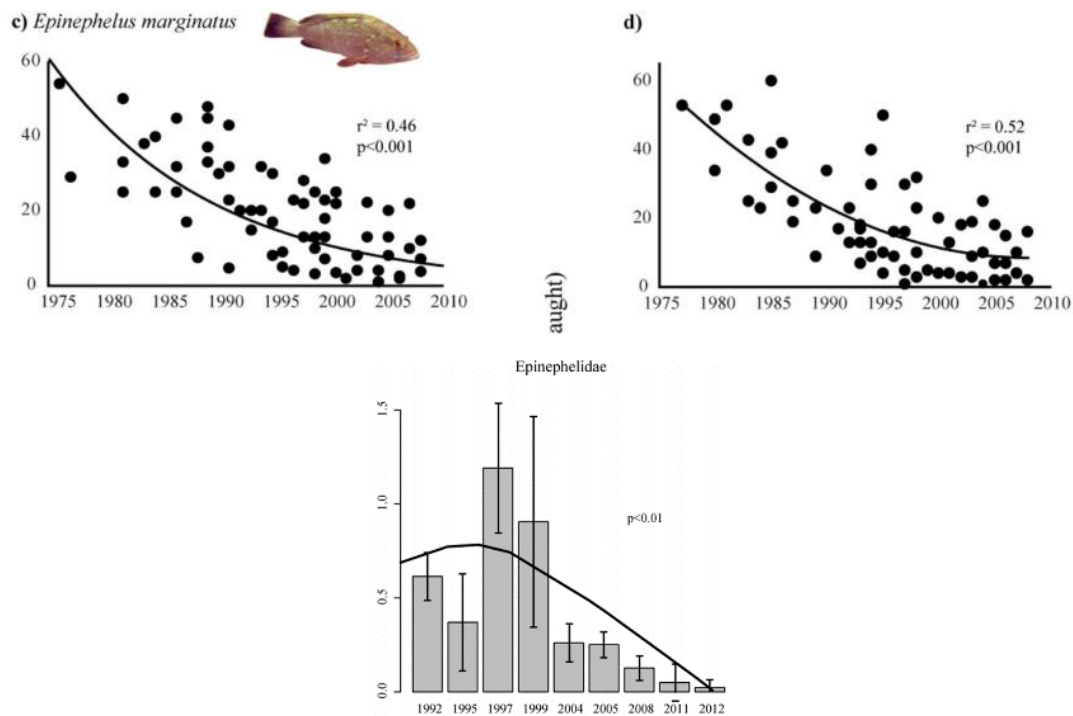 c) Epinephelus marginatus
60
40
20
0
1975 1980 1985 1990 1995 2000 2005 2010
r² = 0.46
p<0.001
d)
60
40
20
0
1975 1980 1985 1990 1995 2000 2005 2010
r² = 0.52
p<0.001
aught)
Epinephelidae
1.5
1.0
0.5
0.0
p<0.01
1992 1995 1997 1999 2004 2005 2008 2011 2012